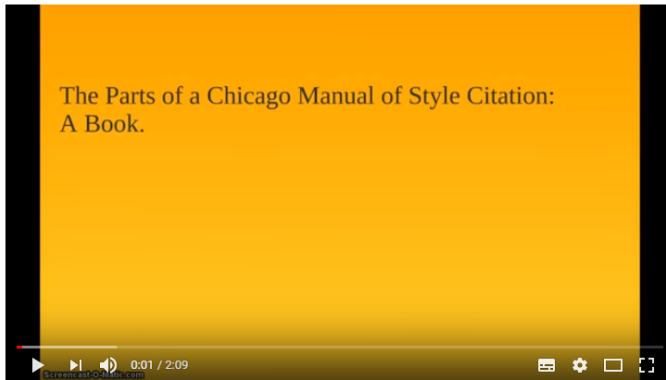 The Parts of a Chicago Manual of Style Citation:
A Book.
0:01 / 2:09
Screencast-O-Matic.com